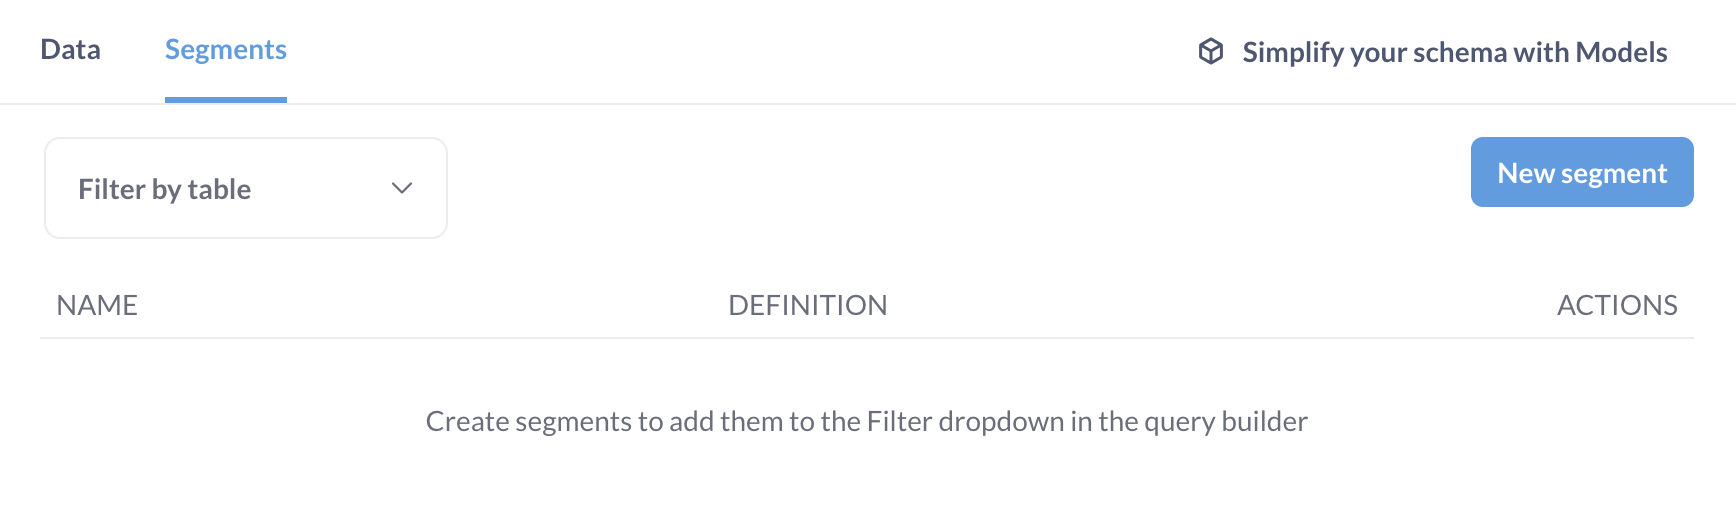 Data Segments Simplify your schema with Models
Filter by table New segment
NAME DEFINITION ACTIONS
Create segments to add them to the Filter dropdown in the query builder